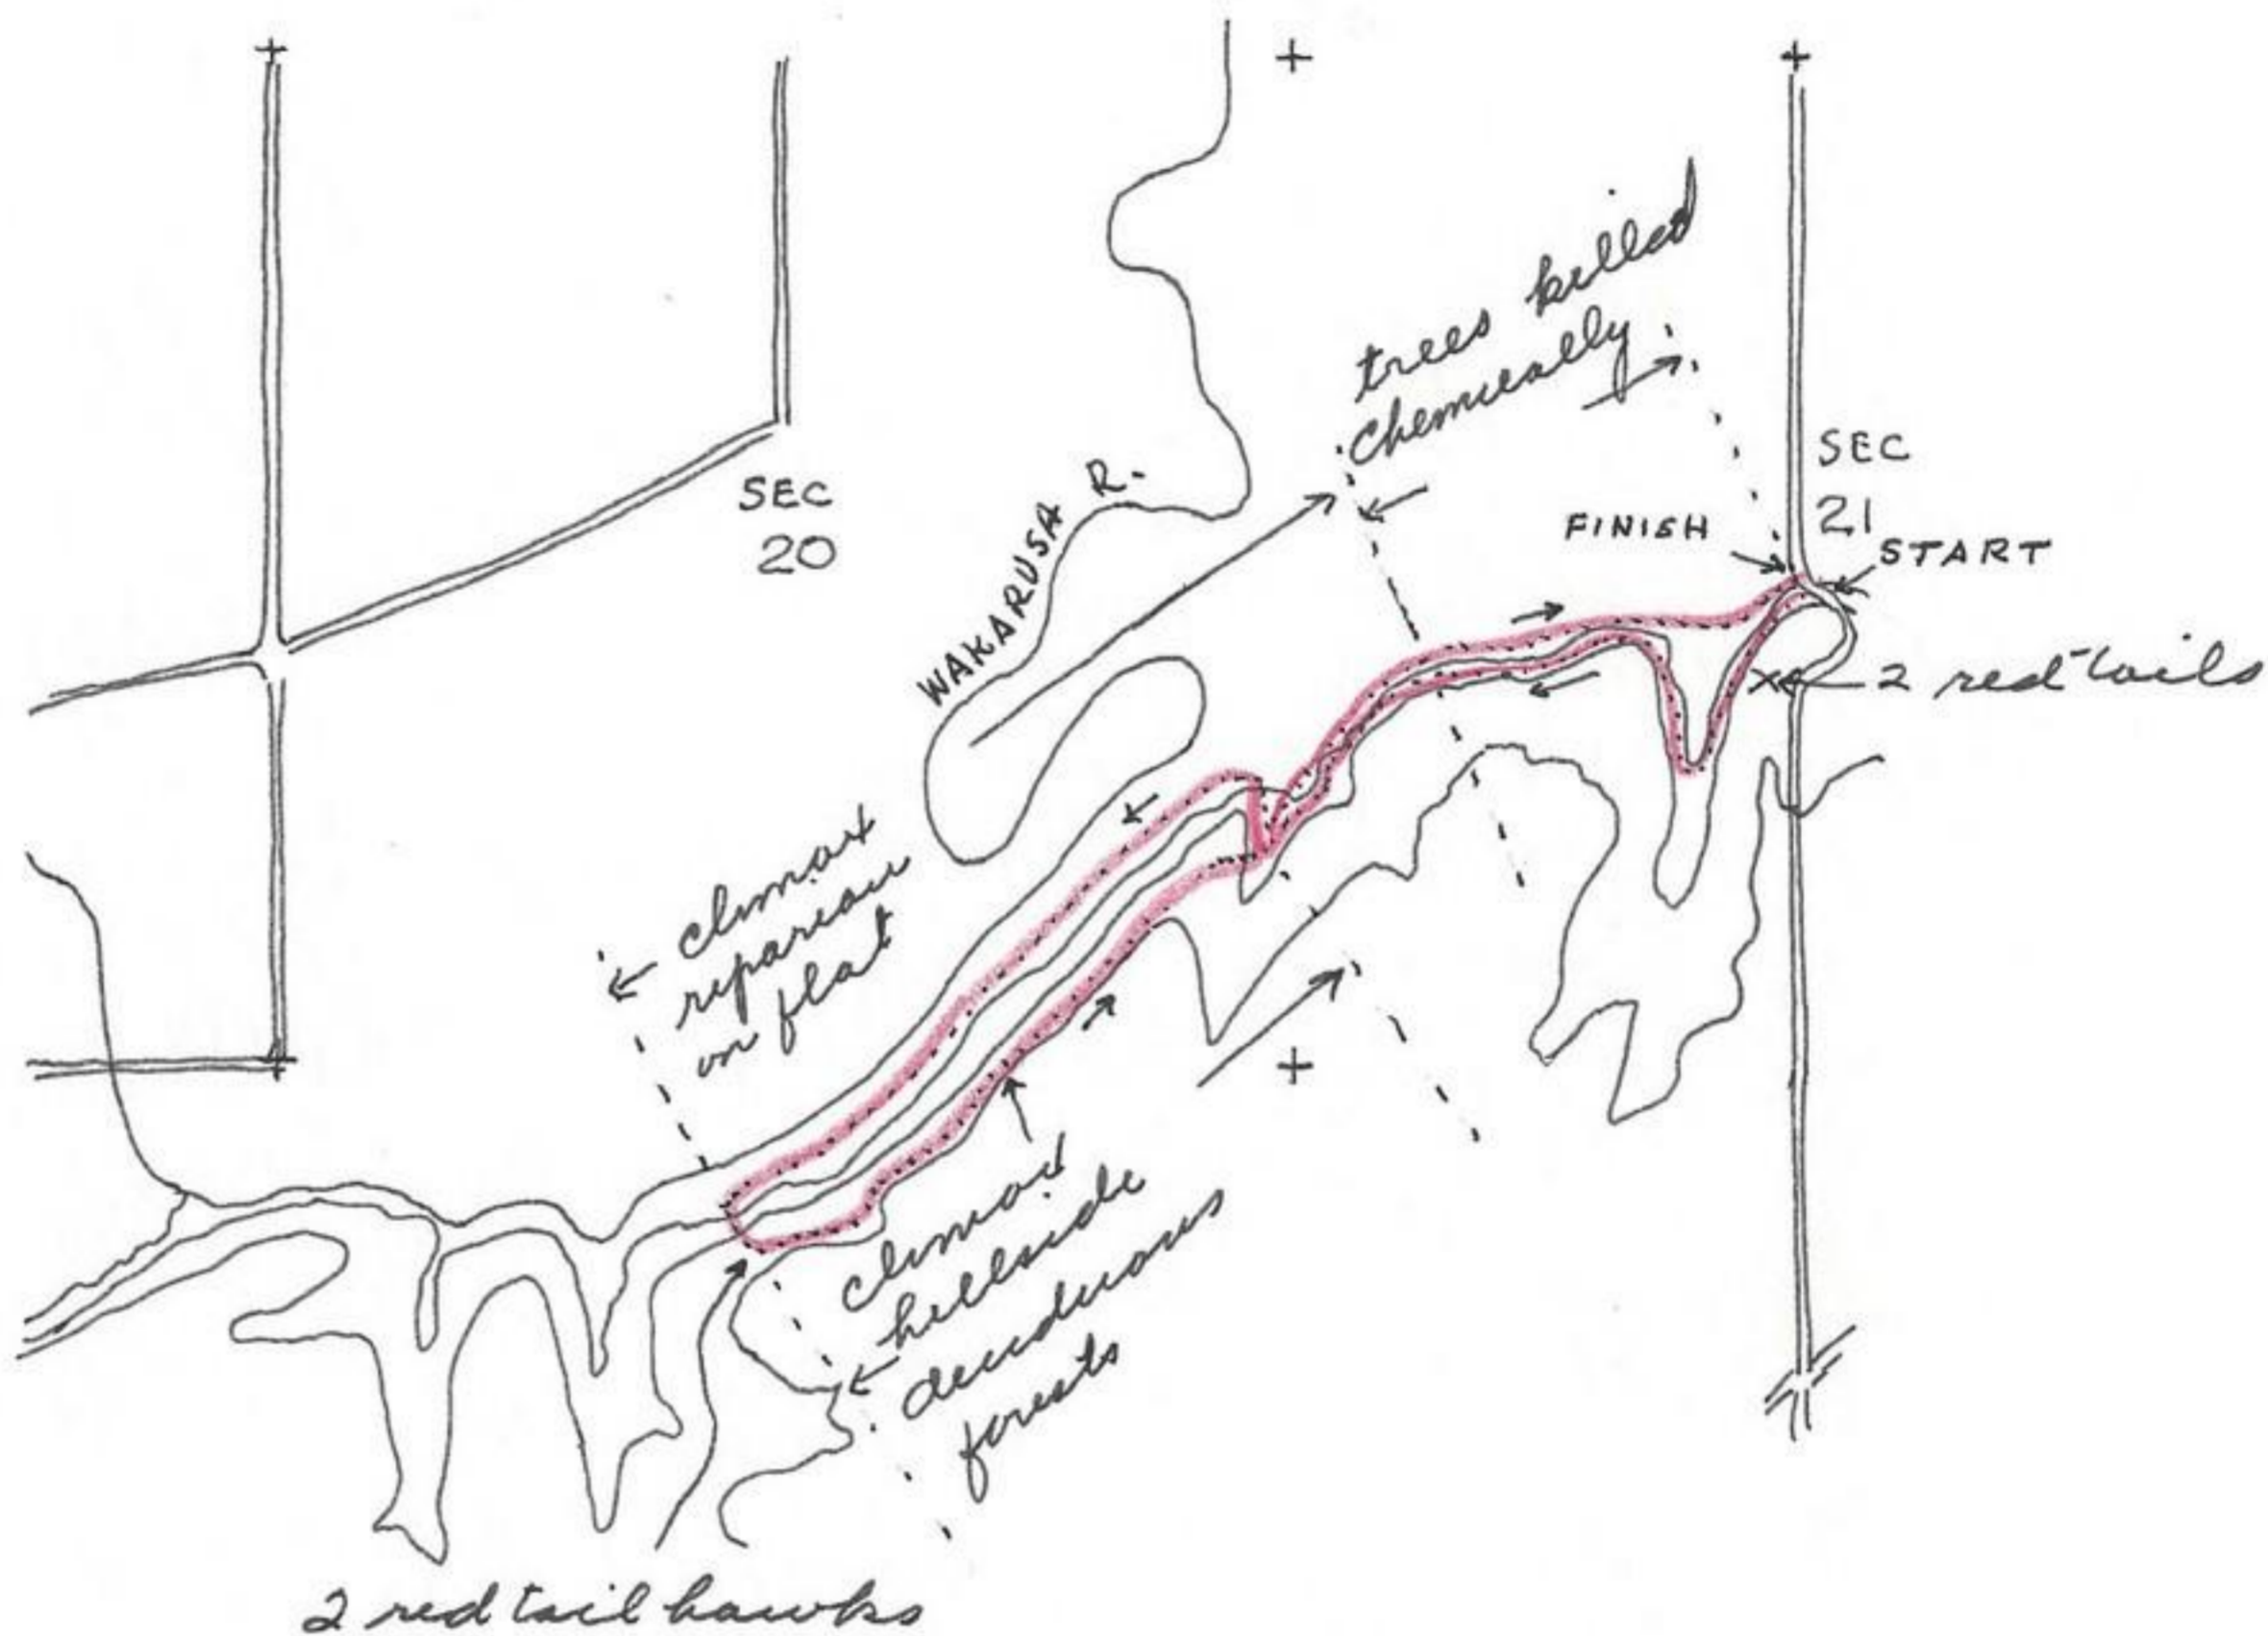 trees killed
chemically
SEC
20
SEC
21
FINISH
START
WAKARUSA R.
2 red tails
climax
reparian
on flat
climax
hillside
deciduous
forests
2 red tail hawks